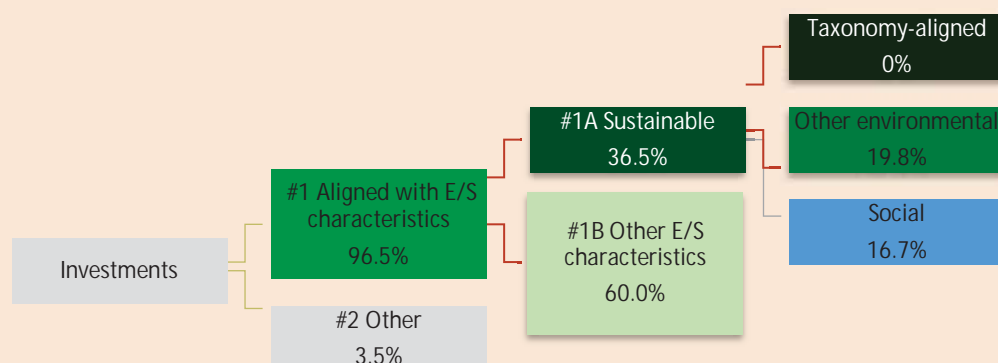 Taxonomy-aligned
0%
#1A Sustainable
36.5%
Other environmental
19.8%
#1 Aligned with E/S
characteristics
96.5%
#1B Other E/S
characteristics
60.0%
Social
16.7%
Investments
#2 Other
3.5%